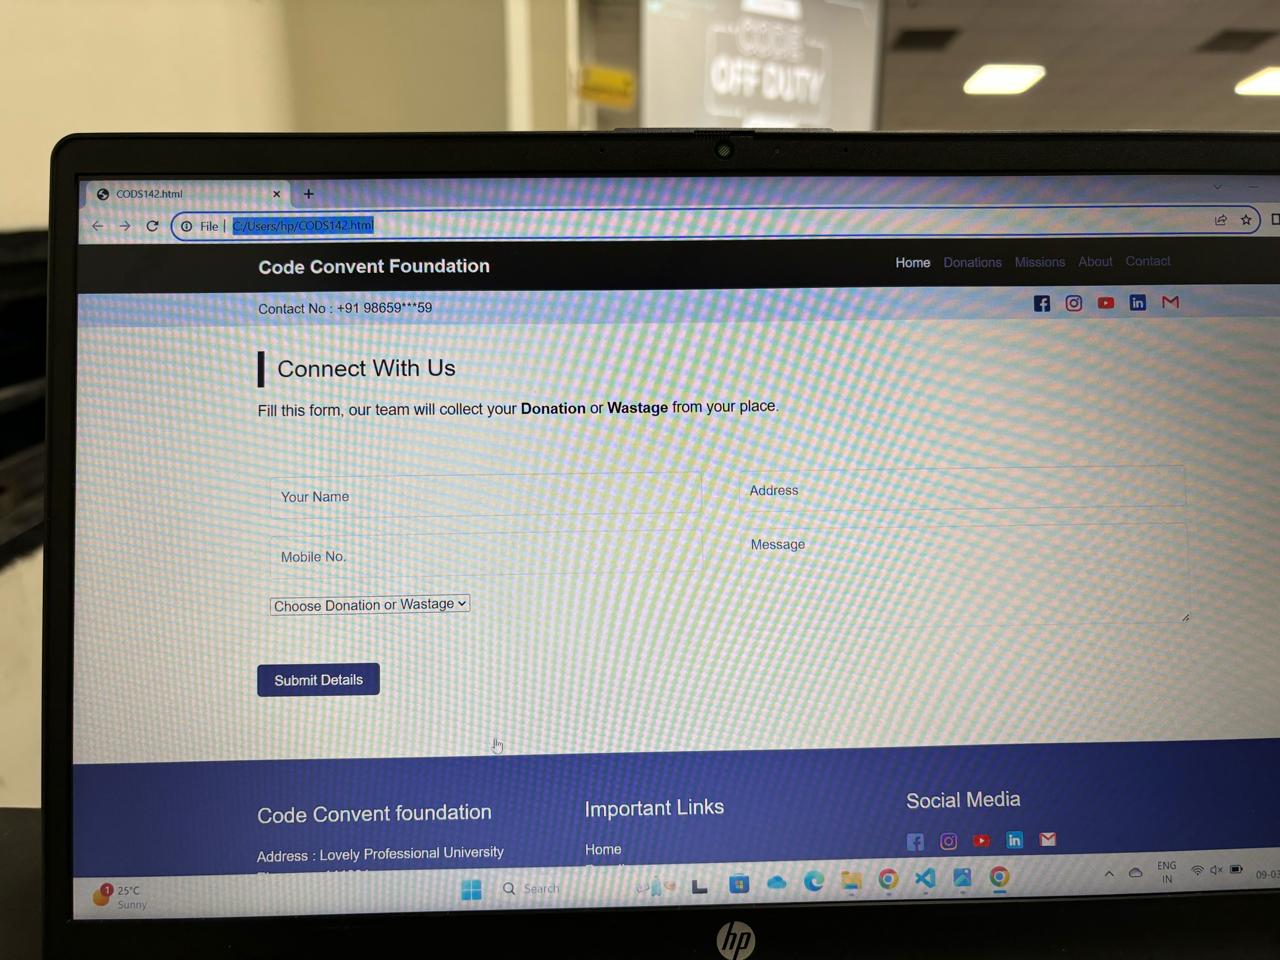 CODE
OFF DUTY
CODS142.html
File
C:/Users/hp/CODS142.html
Code Convent Foundation
Home Donations Missions About Contact
Contact No : +91 98659***59
Connect With Us
Fill this form, our team will collect your Donation or Wastage from your place.
Your Name
Address
Mobile No.
Message
Choose Donation or Wastage
Submit Details
Code Convent foundation
Important Links
Social Media
Address : Lovely Professional University
Home
1
25°C
Sunny
Search
ENG
IN
09-03
hp